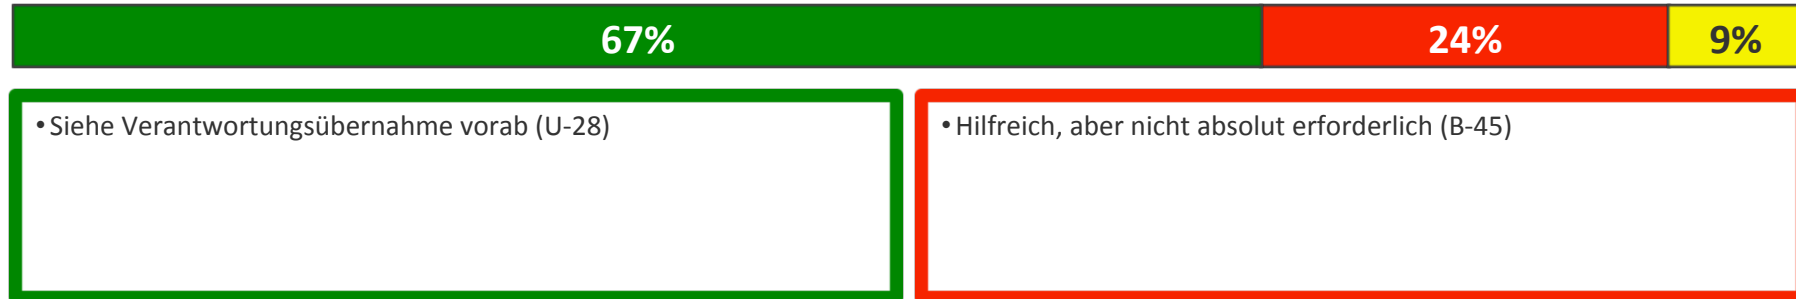 67% 24% 9%
• Siehe Verantwortungsübernahme vorab (U-28)
• Hilfreich, aber nicht absolut erforderlich (B-45)